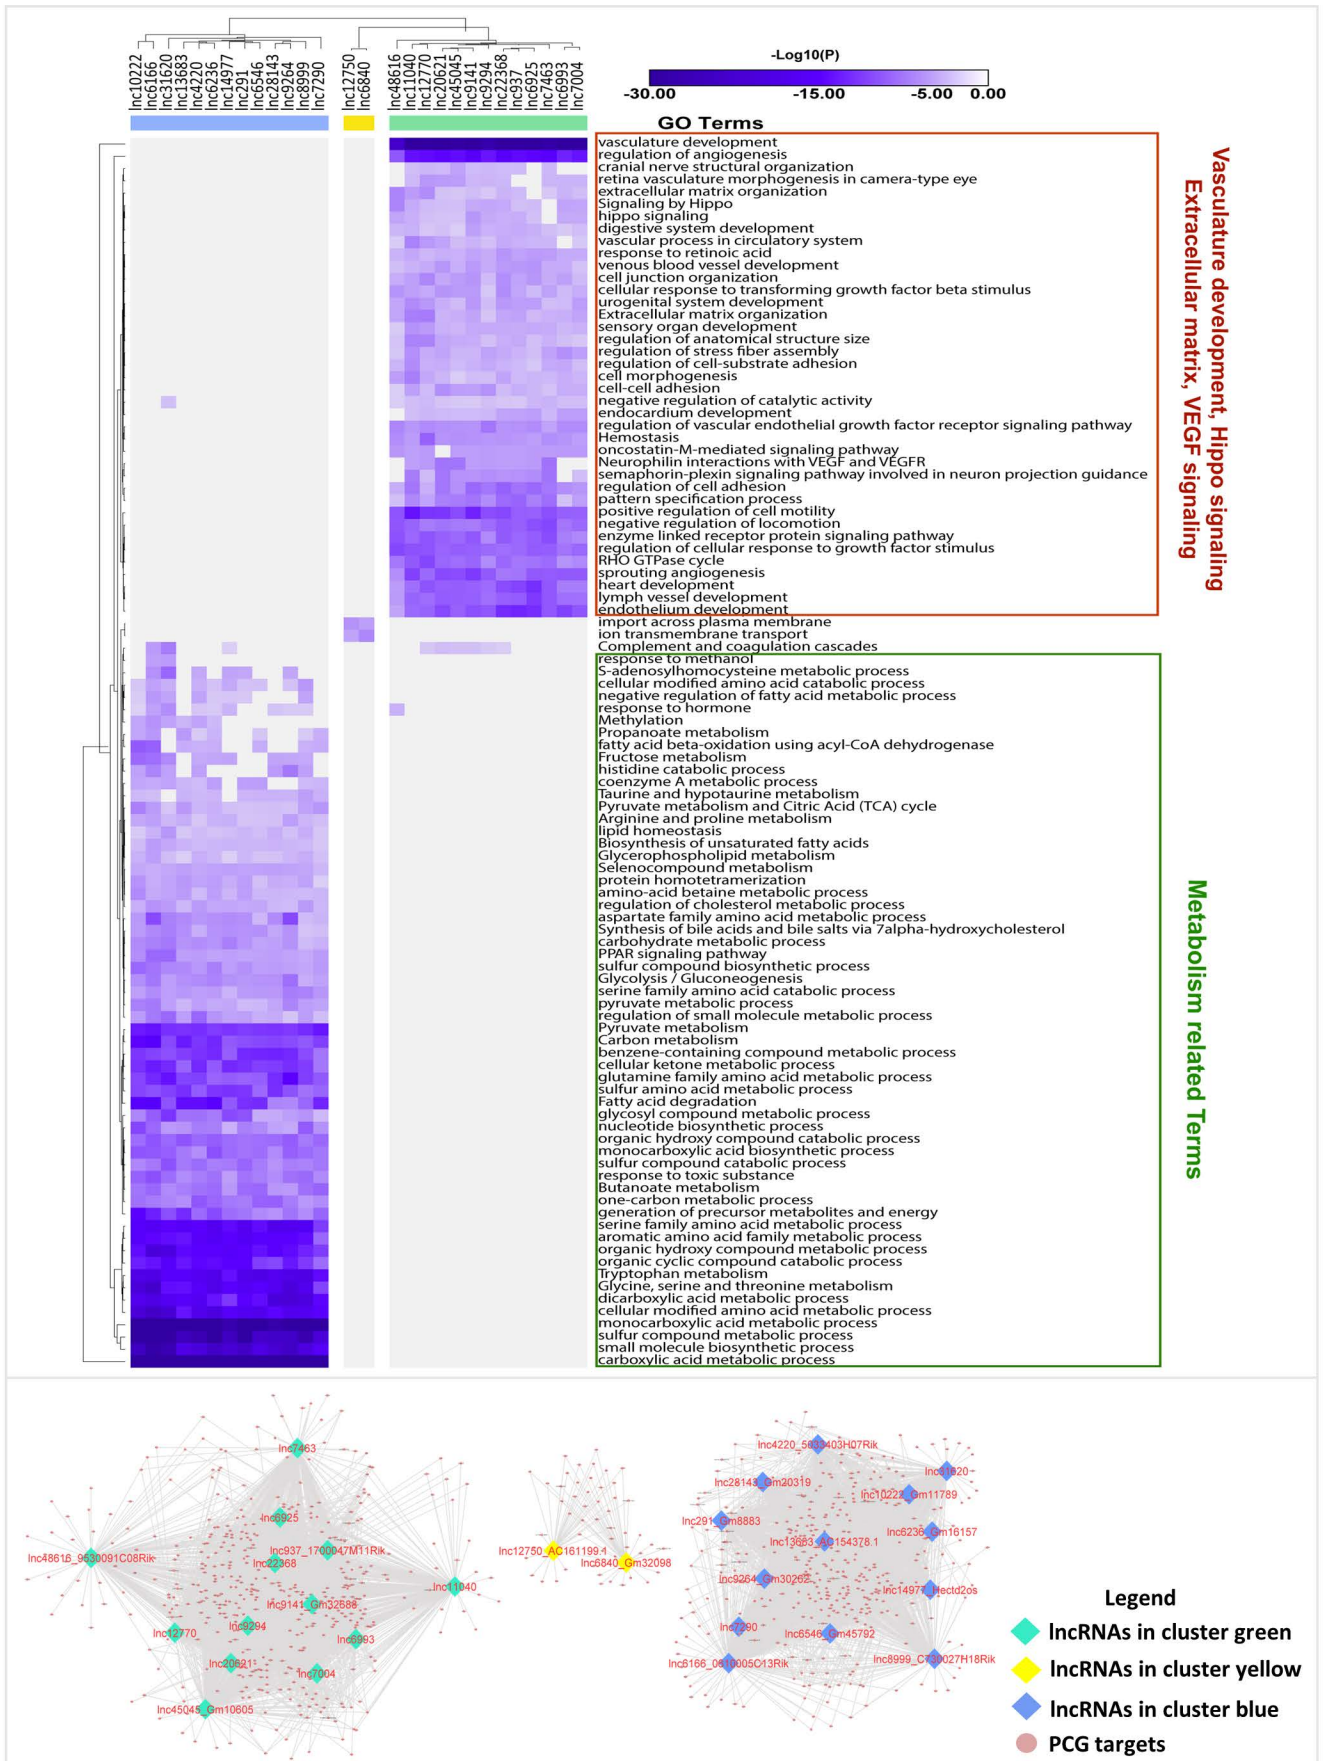 lnc10222
lnc6166
lnc31620
lnc13683
lnc4220
lnc6236
lnc14977
lnc291
lnc6546
lnc28143
lnc9264
lnc8999
lnc7290
lnc12750
lnc6840
lnc48616
lnc11040
lnc12770
lnc20621
lnc45045
lnc9141
lnc9294
lnc22368
lnc937
lnc6925
lnc7463
lnc6993
lnc7004
-Log10(P)
-30.00 -15.00 -5.00 0.00
GO Terms
vasculature development
regulation of angiogenesis
cranial nerve structural organization
retina vasculature morphogenesis in camera-type eye
extracellular matrix organization
Signaling by Hippo
hippo signaling
digestive system development
vascular process in circulatory system
response to retinoic acid
venous blood vessel development
cell junction organization
cellular response to transforming growth factor beta stimulus
urogenital system development
Extracellular matrix organization
sensory organ development
regulation of anatomical structure size
regulation of stress fiber assembly
regulation of cell-substrate adhesion
cell morphogenesis
cell-cell adhesion
negative regulation of catalytic activity
endocardium development
regulation of vascular endothelial growth factor receptor signaling pathway
Hemostasis
oncostatin-M-mediated signaling pathway
Neurophilin interactions with VEGF and VEGFR
semaphorin-plexin signaling pathway involved in neuron projection guidance
regulation of cell adhesion
pattern specification process
positive regulation of cell motility
negative regulation of locomotion
enzyme linked receptor protein signaling pathway
regulation of cellular response to growth factor stimulus
RHO GTPase cycle
sprouting angiogenesis
heart development
lymph vessel development
endothelium development
import across plasma membrane
ion transmembrane transport
Complement and coagulation cascades
response to methanol
S-adenosylhomocysteine metabolic process
cellular modified amino acid catabolic process
negative regulation of fatty acid metabolic process
response to hormone
Methylation
Propanoate metabolism
fatty acid beta-oxidation using acyl-CoA dehydrogenase
Fructose metabolism
histidine catabolic process
coenzyme A metabolic process
Taurine and hypotaurine metabolism
Pyruvate metabolism and Citric Acid (TCA) cycle
Arginine and proline metabolism
lipid homeostasis
Biosynthesis of unsaturated fatty acids
Glycerophospholipid metabolism
Selenocompound metabolism
protein homotetramerization
amino-acid betaine metabolic process
regulation of cholesterol metabolic process
aspartate family amino acid metabolic process
Synthesis of bile acids and bile salts via 7alpha-hydroxycholesterol
carbohydrate metabolic process
PPAR signaling pathway
sulfur compound biosynthetic process
Glycolysis / Gluconeogenesis
serine family amino acid catabolic process
pyruvate metabolic process
regulation of small molecule metabolic process
Pyruvate metabolism
Carbon metabolism
benzene-containing compound metabolic process
cellular ketone metabolic process
glutamine family amino acid metabolic process
sulfur amino acid metabolic process
Fatty acid degradation
glycosyl compound metabolic process
nucleotide biosynthetic process
organic hydroxy compound catabolic process
monocarboxylic acid biosynthetic process
sulfur compound catabolic process
response to toxic substance
Butanoate metabolism
one-carbon metabolic process
generation of precursor metabolites and energy
serine family amino acid metabolic process
aromatic amino acid family metabolic process
organic hydroxy compound metabolic process
organic cyclic compound catabolic process
Tryptophan metabolism
Glycine, serine and threonine metabolism
dicarboxylic acid metabolic process
cellular modified amino acid metabolic process
monocarboxylic acid metabolic process
sulfur compound metabolic process
small molecule biosynthetic process
carboxylic acid metabolic process
Vasculature development, Hippo signaling
Extracellular matrix, VEGF signaling
Metabolism related Terms
lnc7463
lnc6925
lnc937_1700047M11Rik
lnc22368
lnc48616_9530091C08Rik
lnc11040
lnc9141_Gm32688
lnc9294
lnc12770
lnc6993
lnc20621
lnc7004
lnc45045_Gm10605
lnc12750_AC161199.4
lnc6840_Gm32098
lnc4220_5033403H07Rik
lnc31620
lnc28143_Gm20319
lnc10222_Gm11789
lnc291_Gm8883
lnc6236_Gm16157
lnc13683_AC154378.1
lnc9264_Gm30262
lnc14977_Hectd2os
lnc7290
lnc6546_Gm45792
lnc6166_0610005C13Rik
lnc8999_C730027H18Rik
Legend
lncRNAs in cluster green
lncRNAs in cluster yellow
lncRNAs in cluster blue
PCG targets